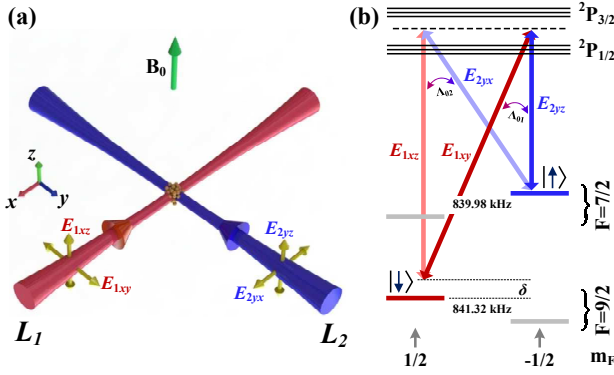 (a)
B₀
z
x
y
E₁xz
E₁xy
E₂yz
E₂yx
L₁
L₂
(b)
²P₃/₂
²P₁/₂
Λ₀₂
E₂yx
Λ₀₁
E₂yz
E₁xz
E₁xy
|↑⟩
839.98 kHz
F=7/2
|↓⟩
δ
841.32 kHz
F=9/2
1/2
-1/2
m_F